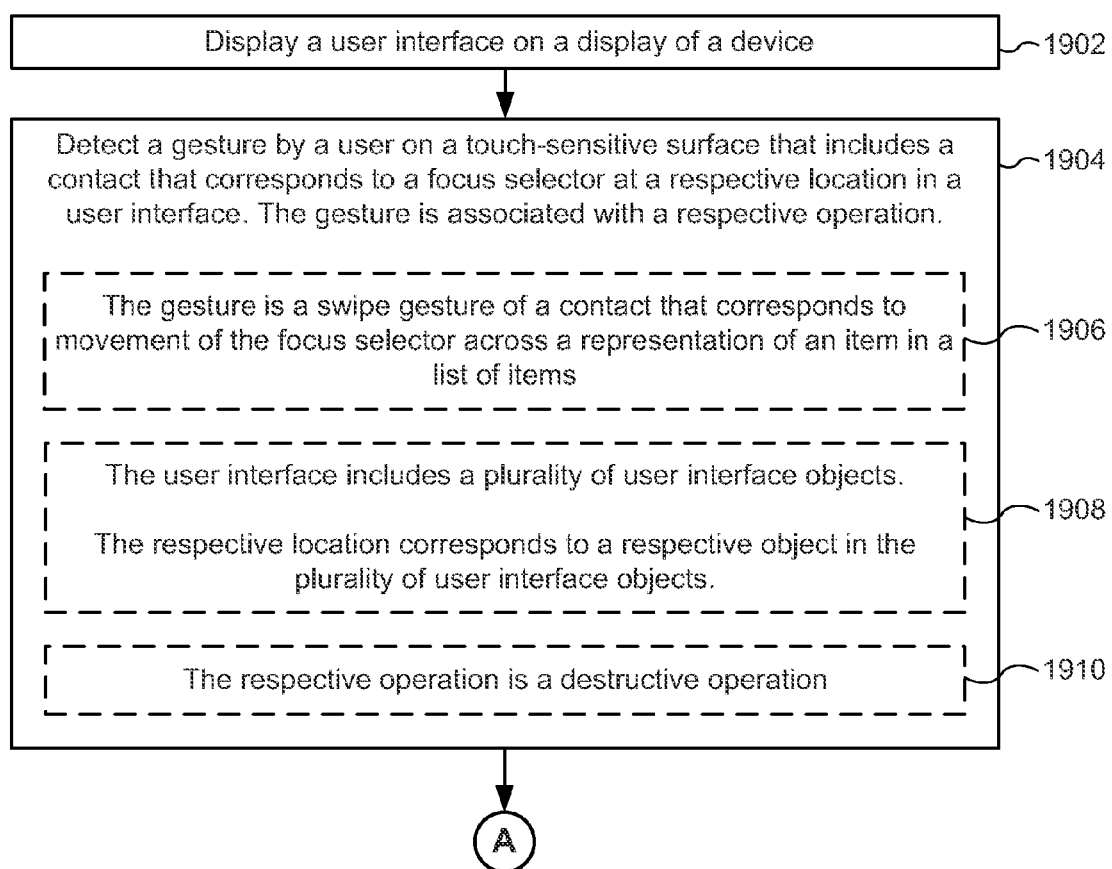 Display a user interface on a display of a device
1902
Detect a gesture by a user on a touch-sensitive surface that includes a
1904
contact that corresponds to a focus selector at a respective location in a
user interface. The gesture is associated with a respective operation.
The gesture is a swipe gesture of a contact that corresponds to
1906
movement of the focus selector across a representation of an item in a
list of items
The user interface includes a plurality of user interface objects.
1908
The respective location corresponds to a respective object in the
plurality of user interface objects.
1910
The respective operation is a destructive operation
A